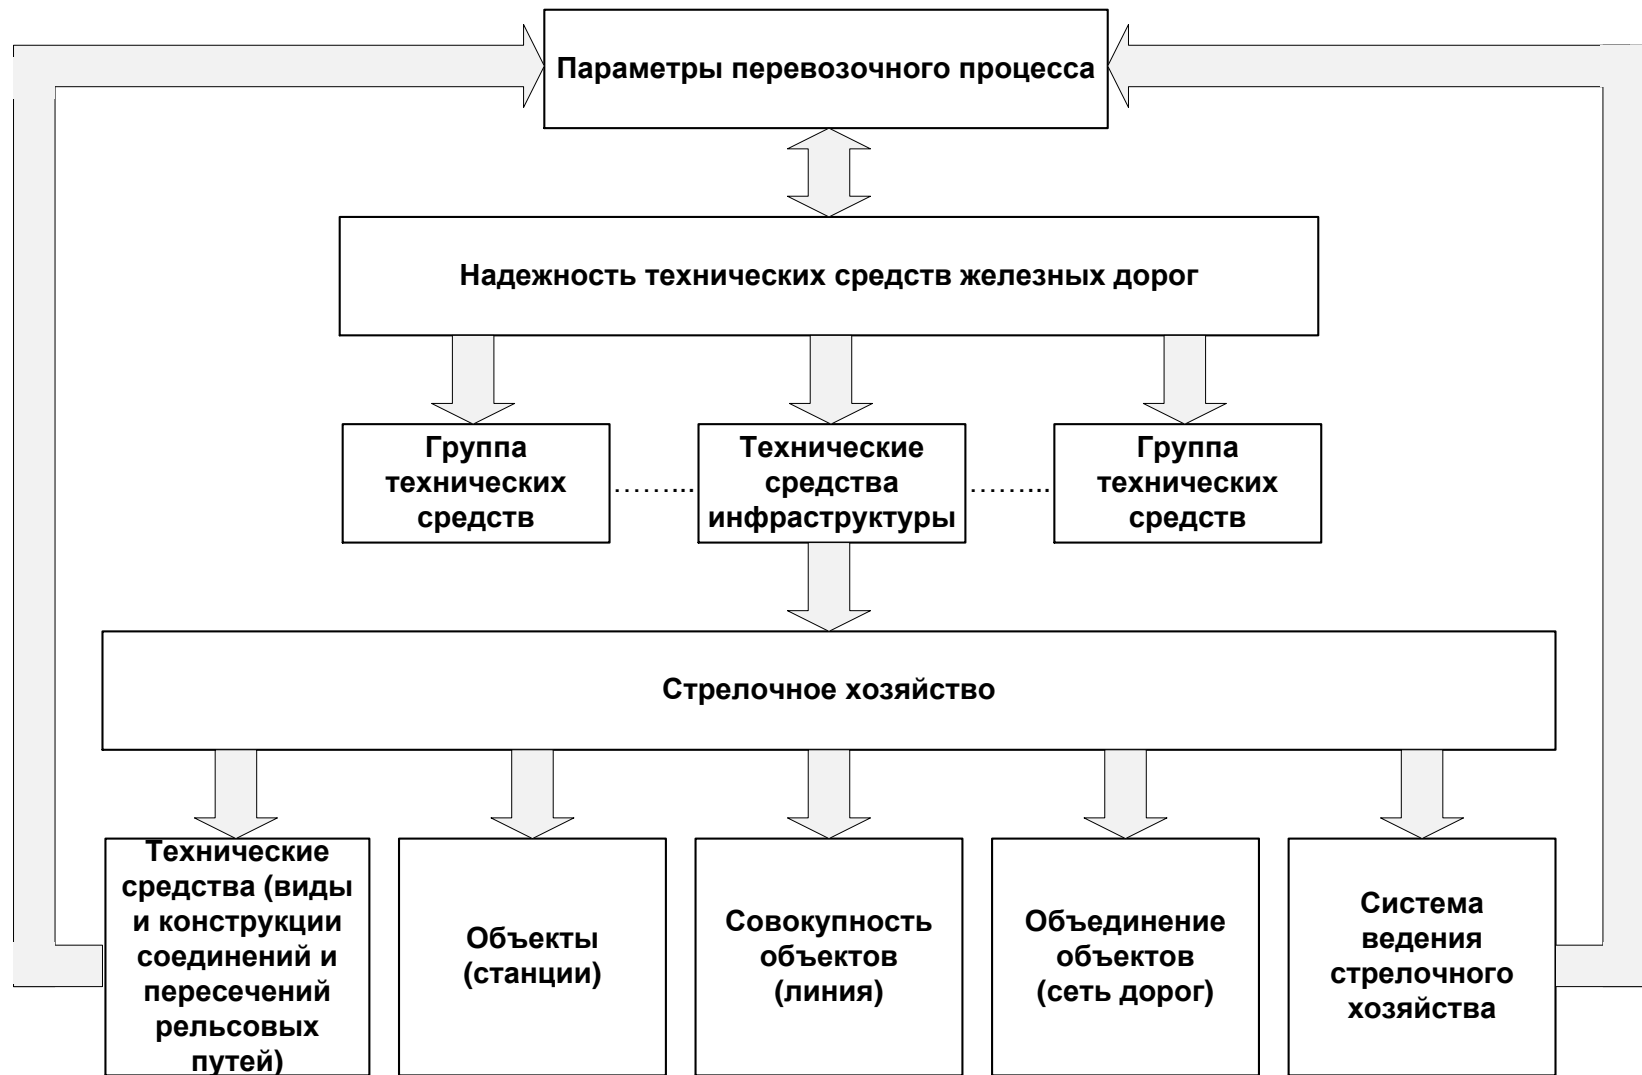 Параметры перевозочного процесса
Надежность технических средств железных дорог
Группа
технических
средств
………...
Технические
средства
инфраструктуры
………...
Группа
технических
средств
Стрелочное хозяйство
Технические
средства (виды
и конструкции
соединений и
пересечений
рельсовых
путей)
Объекты
(станции)
Совокупность
объектов
(линия)
Объединение
объектов
(сеть дорог)
Система
ведения
стрелочного
хозяйства